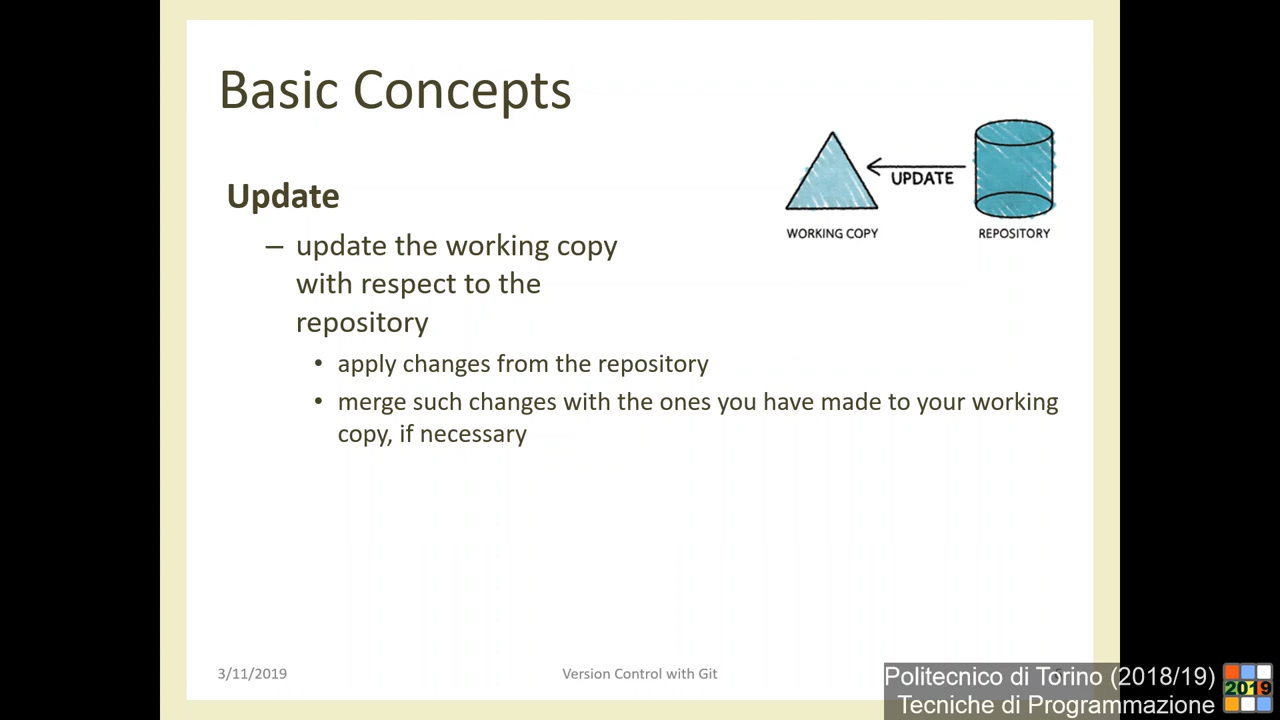 Basic Concepts
UPDATE
WORKING COPY
REPOSITORY
Update
– update the working copy
with respect to the
repository
• apply changes from the repository
• merge such changes with the ones you have made to your working
copy, if necessary
3/11/2019
Version Control with Git
Politecnico di Torino (2018/19)
Tecniche di Programmazione
2019